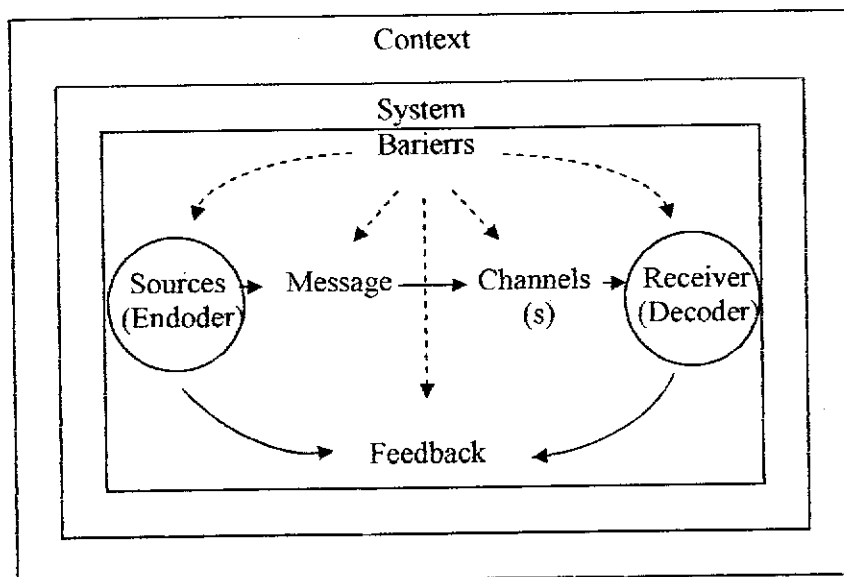 Context
System
Barierrs
Sources
(Endoder)
Message
Channels
(s)
Receiver
(Decoder)
Feedback